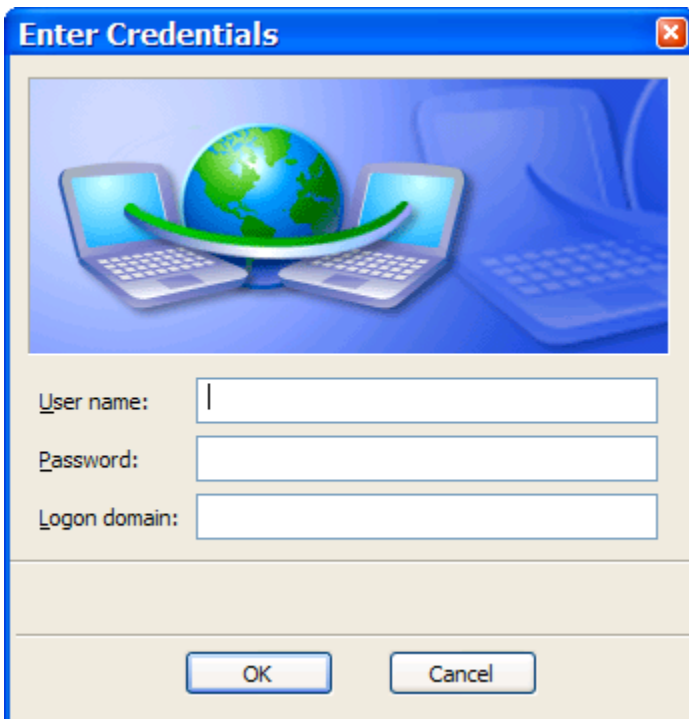 Enter Credentials
User name:
Password:
Logon domain:
OK
Cancel